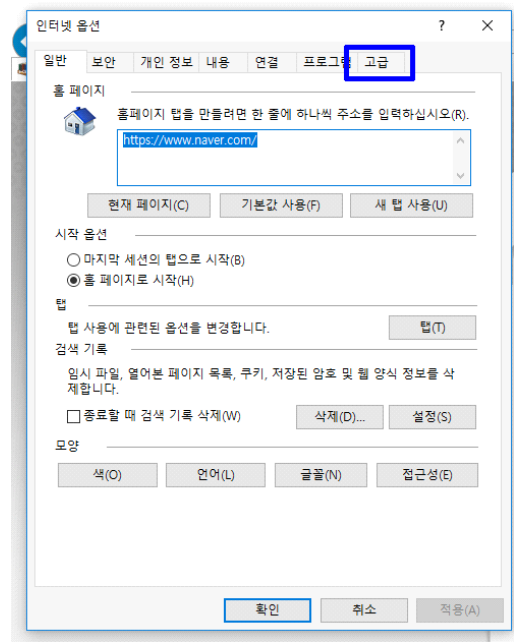 인터넷 옵션 ? ×
일반 보안 개인 정보 내용 연결 프로그램 고급
홈 페이지
홈페이지 탭을 만들려면 한 줄에 하나씩 주소를 입력하십시오(R).
https://www.naver.com/
현재 페이지(C) 기본값 사용(F) 새 탭 사용(U)
시작 옵션
마지막 세션의 탭으로 시작(B)
홈 페이지로 시작(H)
탭
탭 사용에 관련된 옵션을 변경합니다. 탭(T)
검색 기록
임시 파일, 열어본 페이지 목록, 쿠키, 저장된 암호 및 웹 양식 정보를 삭
제합니다.
종료할 때 검색 기록 삭제(W) 삭제(D)... 설정(S)
모양
색(O) 언어(L) 글꼴(N) 접근성(E)
확인 취소 적용(A)